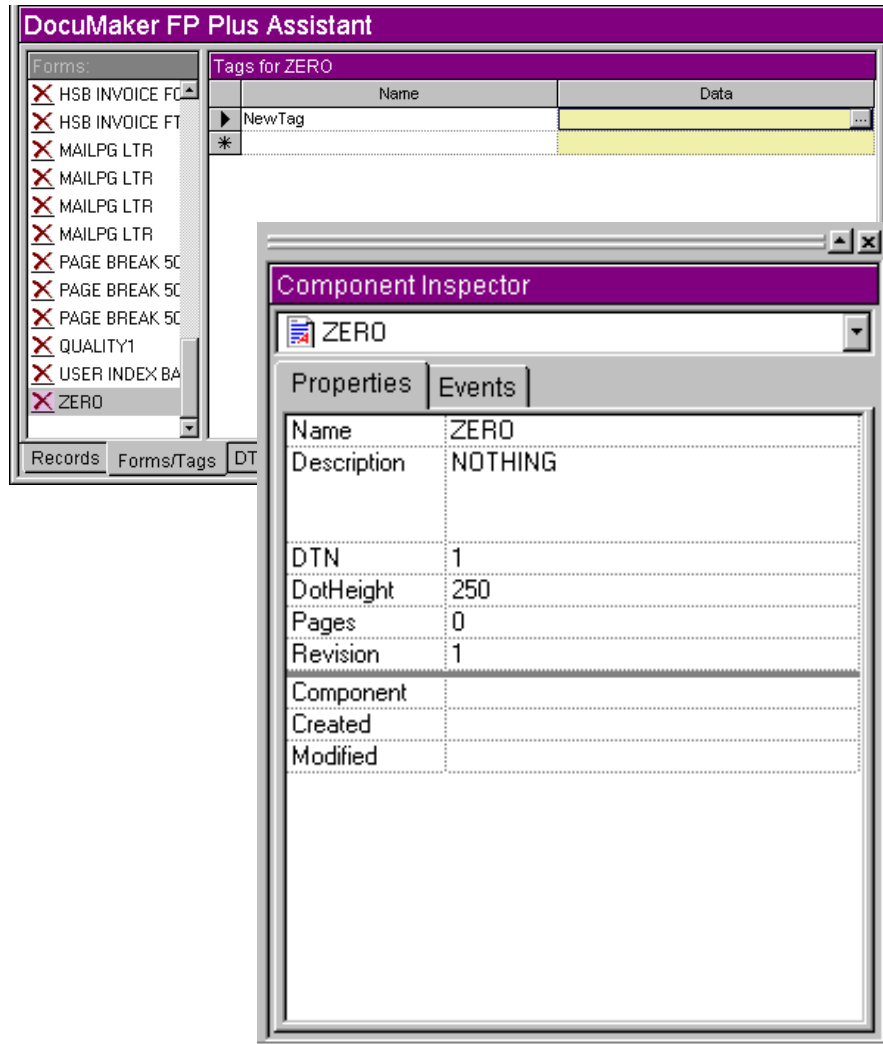 DocuMaker FP Plus Assistant
Forms:
HSB INVOICE FO
HSB INVOICE FT
MAILPG LTR
MAILPG LTR
MAILPG LTR
MAILPG LTR
PAGE BREAK 50
PAGE BREAK 50
PAGE BREAK 50
QUALITY1
USER INDEX BA
ZERO
Tags for ZERO
Name Data
NewTag ...
*
Records Forms/Tags DT
Component Inspector
ZERO
Properties Events
Name ZERO
Description NOTHING
DTN 1
DotHeight 250
Pages 0
Revision 1
Component
Created
Modified